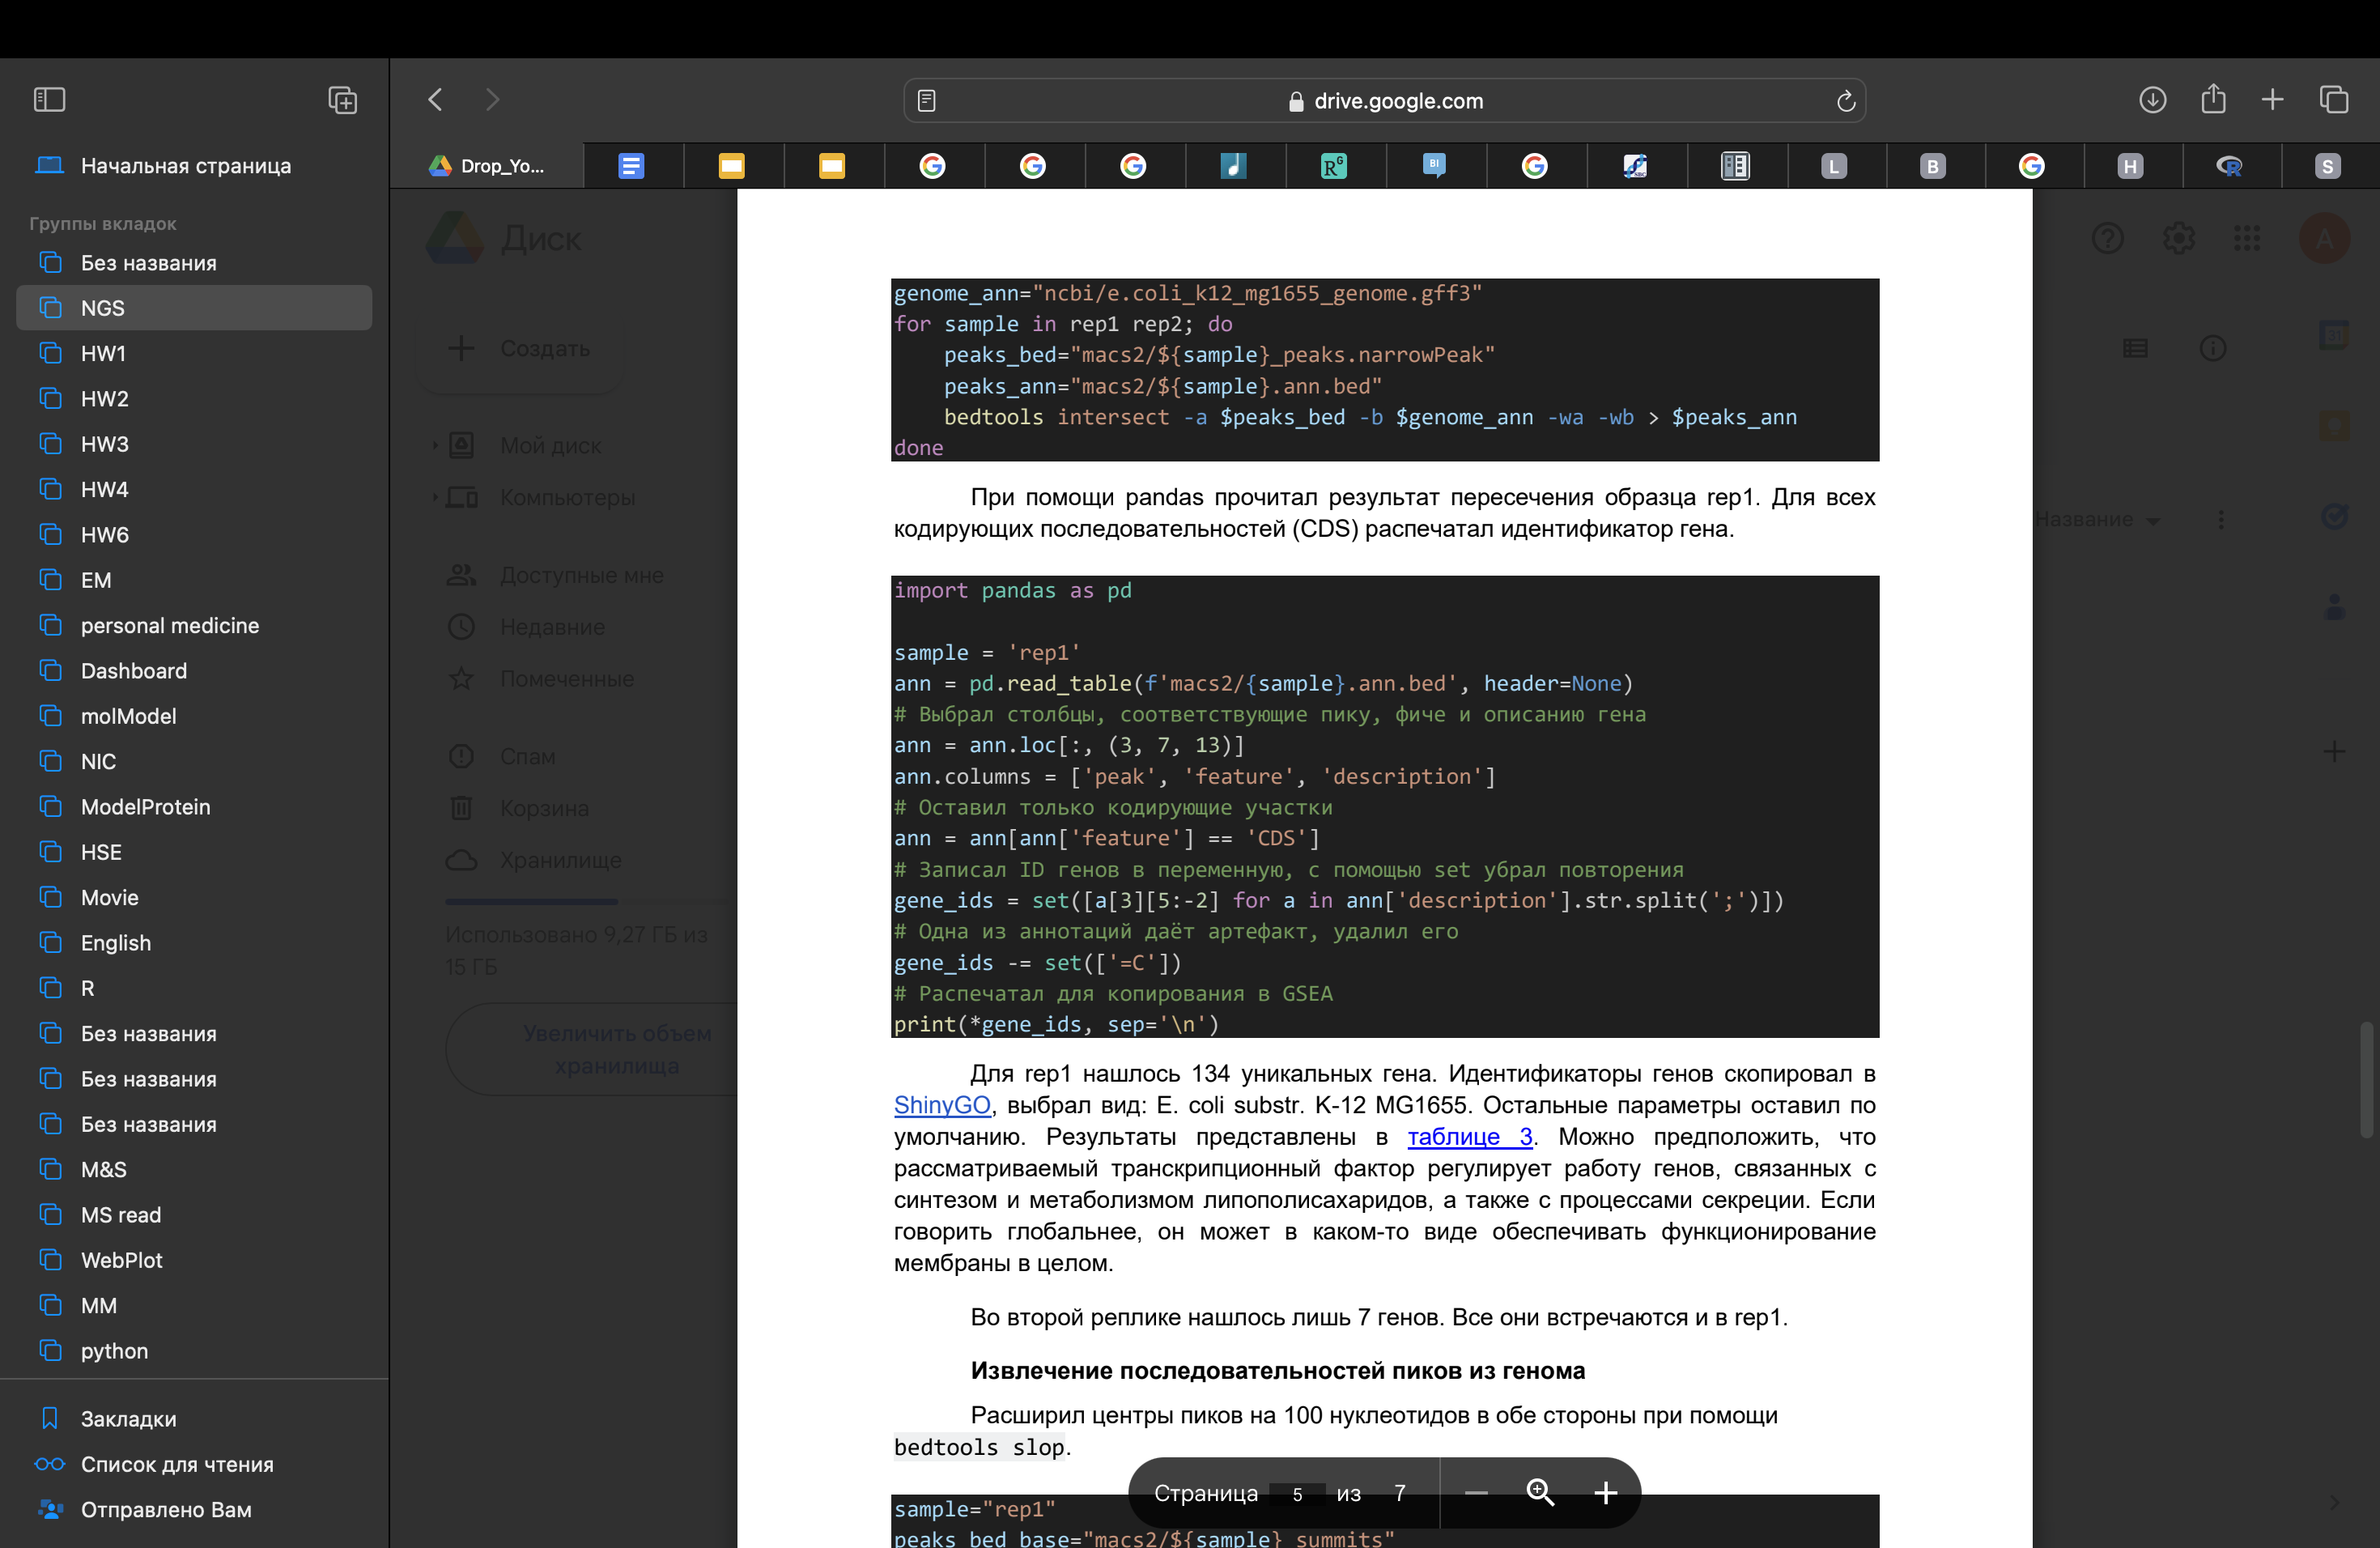 drive.google.com
Drop_Yo...
BI
L
B
H
S
Начальная страница
Группы вкладок
Без названия
NGS
HW1
HW2
HW3
HW4
HW6
EM
personal medicine
Dashboard
molModel
NIC
ModelProtein
HSE
Movie
English
R
Без названия
Без названия
Без названия
M&S
MS read
WebPlot
MM
python
Закладки
Список для чтения
Отправлено Вам
Диск
Создать
Мой диск
Компьютеры
Доступные мне
Недавние
Помеченные
Спам
Корзина
Хранилище
Использовано 9,27 ГБ из
15 ГБ
Увеличить объем
хранилища
genome_ann="ncbi/e.coli_k12_mg1655_genome.gff3"
for sample in rep1 rep2; do
    peaks_bed="macs2/${sample}_peaks.narrowPeak"
    peaks_ann="macs2/${sample}.ann.bed"
    bedtools intersect -a $peaks_bed -b $genome_ann -wa -wb > $peaks_ann
done
При помощи pandas прочитал результат пересечения образца rep1. Для всех
кодирующих последовательностей (CDS) распечатал идентификатор гена.
import pandas as pd
sample = 'rep1'
ann = pd.read_table(f'macs2/{sample}.ann.bed', header=None)
# Выбрал столбцы, соответствующие пику, фиче и описанию гена
ann = ann.loc[:, (3, 7, 13)]
ann.columns = ['peak', 'feature', 'description']
# Оставил только кодирующие участки
ann = ann[ann['feature'] == 'CDS']
# Записал ID генов в переменную, с помощью set убрал повторения
gene_ids = set([a[3][5:-2] for a in ann['description'].str.split(';')])
# Одна из аннотаций даёт артефакт, удалил его
gene_ids -= set(['=C'])
# Распечатал для копирования в GSEA
print(*gene_ids, sep='\n')
Для rep1 нашлось 134 уникальных гена. Идентификаторы генов скопировал в
ShinyGO, выбрал вид: E. coli substr. K-12 MG1655. Остальные параметры оставил по
умолчанию. Результаты представлены в таблице 3. Можно предположить, что
рассматриваемый транскрипционный фактор регулирует работу генов, связанных с
синтезом и метаболизмом липополисахаридов, а также с процессами секреции. Если
говорить глобальнее, он может в каком-то виде обеспечивать функционирование
мембраны в целом.
Во второй реплике нашлось лишь 7 генов. Все они встречаются и в rep1.
Извлечение последовательностей пиков из генома
Расширил центры пиков на 100 нуклеотидов в обе стороны при помощи
bedtools slop.
Страница 5 из 7
sample="rep1"
peaks_bed_base="macs2/${sample}_summits"
Название
A
31